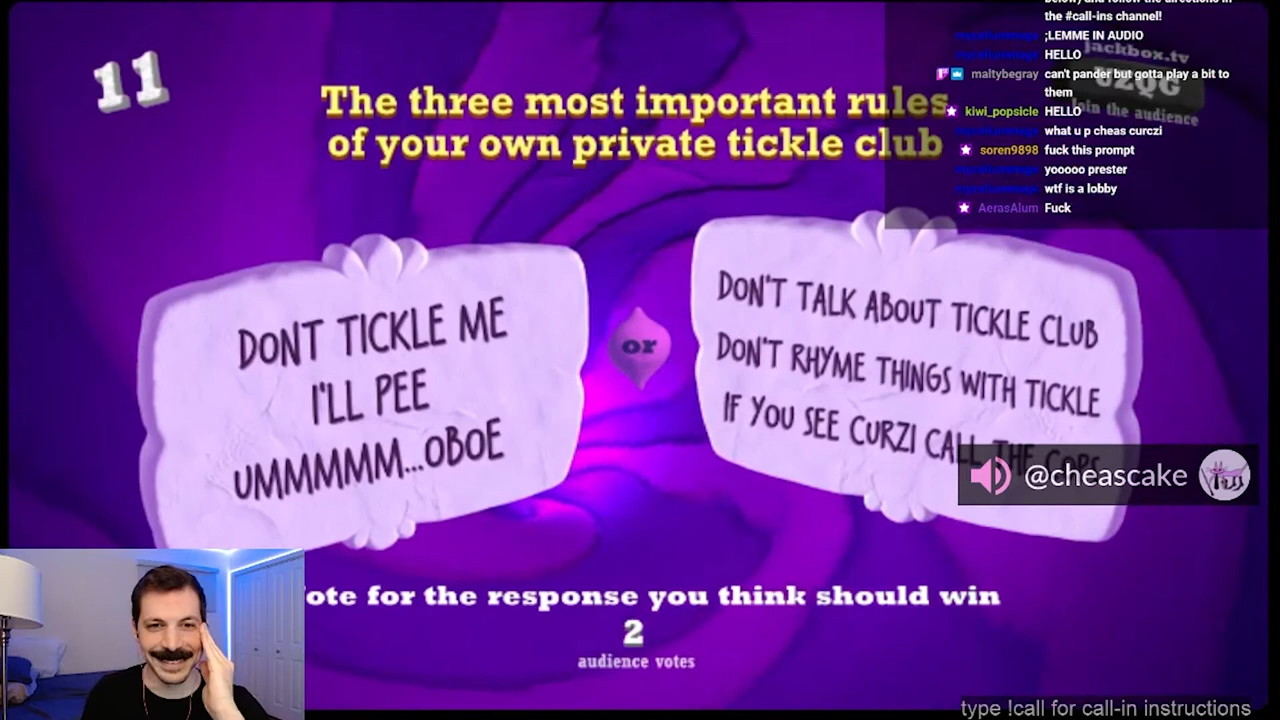 11
The three most important rules
of your own private tickle club
DON'T TICKLE ME
I'LL PEE
UMMMMM...OBOE
or
DON'T TALK ABOUT TICKLE CLUB
DON'T RHYME THINGS WITH TICKLE
IF YOU SEE CURZI CALL THE COPS
ote for the response you think should win
2
audience votes
jackbox.tv
UZQG
Join the audience
the #call-ins channel!
;LEMME IN AUDIO
HELLO
maltybegray can't pander but gotta play a bit to
them
kiwi_popsicle HELLO
what u p cheas curczi
soren9898 fuck this prompt
yooooo prester
wtf is a lobby
AerasAlum Fuck
@cheascake
type !call for call-in instructions